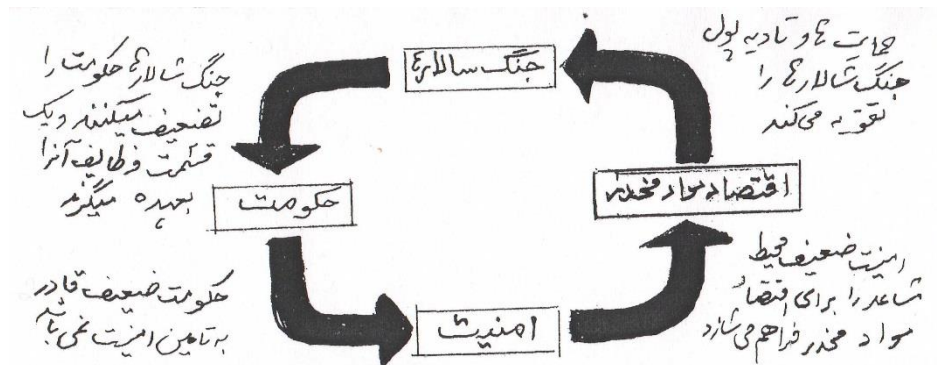 جنگ سالارها
حمایت ها و تادیه پول
جنگ سالارها را
تقویه می کند
اقتصاد مواد مخدر
امنیت ضعیف محیط
مساعد را برای اقتصاد
مواد مخدر فراهم می سازد
امنیت
حکومت ضعیف قادر
به تامین امنیت نمی باشد
حکومت
جنگ سالارها حکومت را
تضعیف میکنند و یک
قسمت وظایف آنرا
بعهده میگیرند